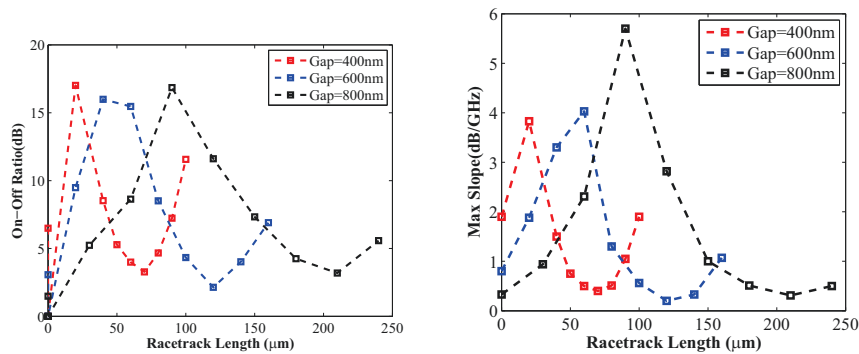 On−Off Ratio(dB)
20
15
10
5
0
Gap=400nm
Gap=600nm
Gap=800nm
0 50 100 150 200 250
Racetrack Length (μm)
Max Slope(dB/GHz)
6
5
4
3
2
1
0
Gap=400nm
Gap=600nm
Gap=800nm
0 50 100 150 200 250
Racetrack Length (μm)